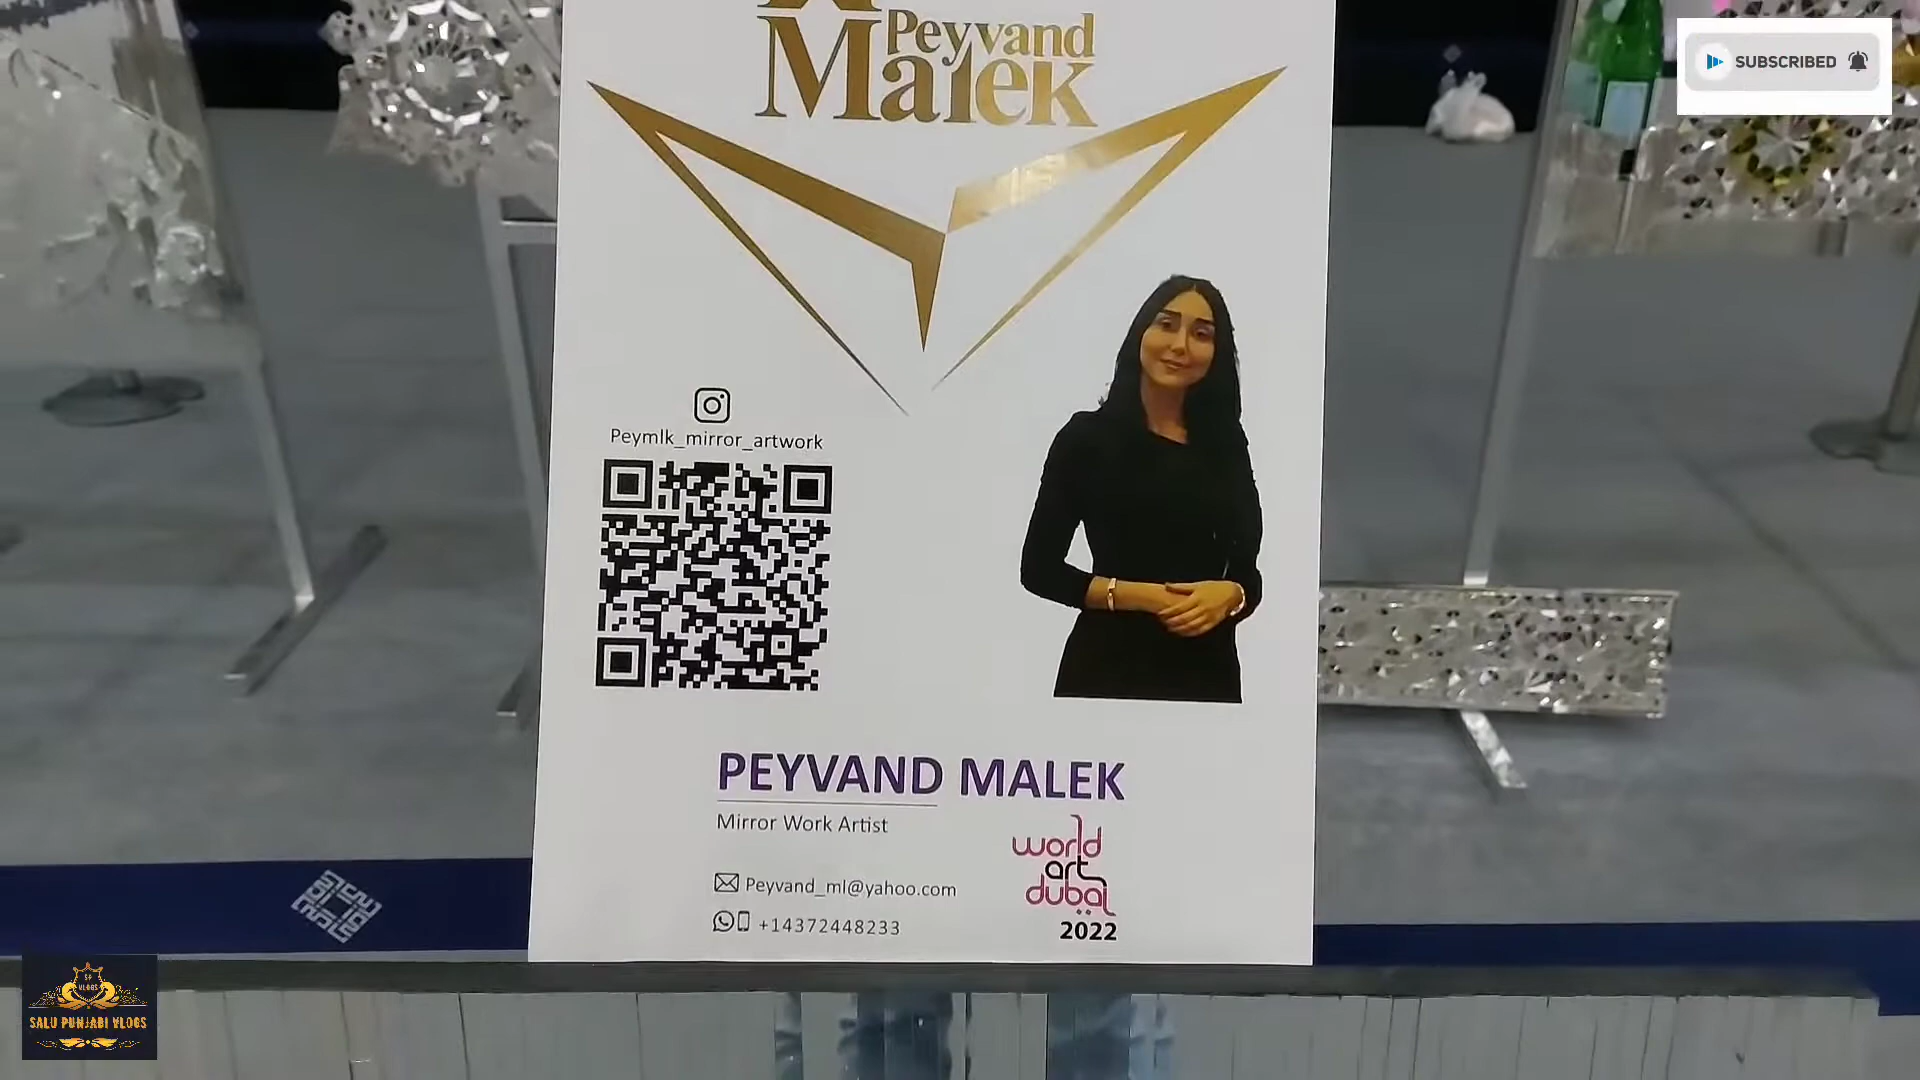 Peyvand
Malek
SUBSCRIBED
Peymlk_mirror_artwork
PEYVAND MALEK
Mirror Work Artist
world
art
dubai
2022
Peyvand_ml@yahoo.com
+14372448233
VLOGS
SALU PUNJABI VLOGS